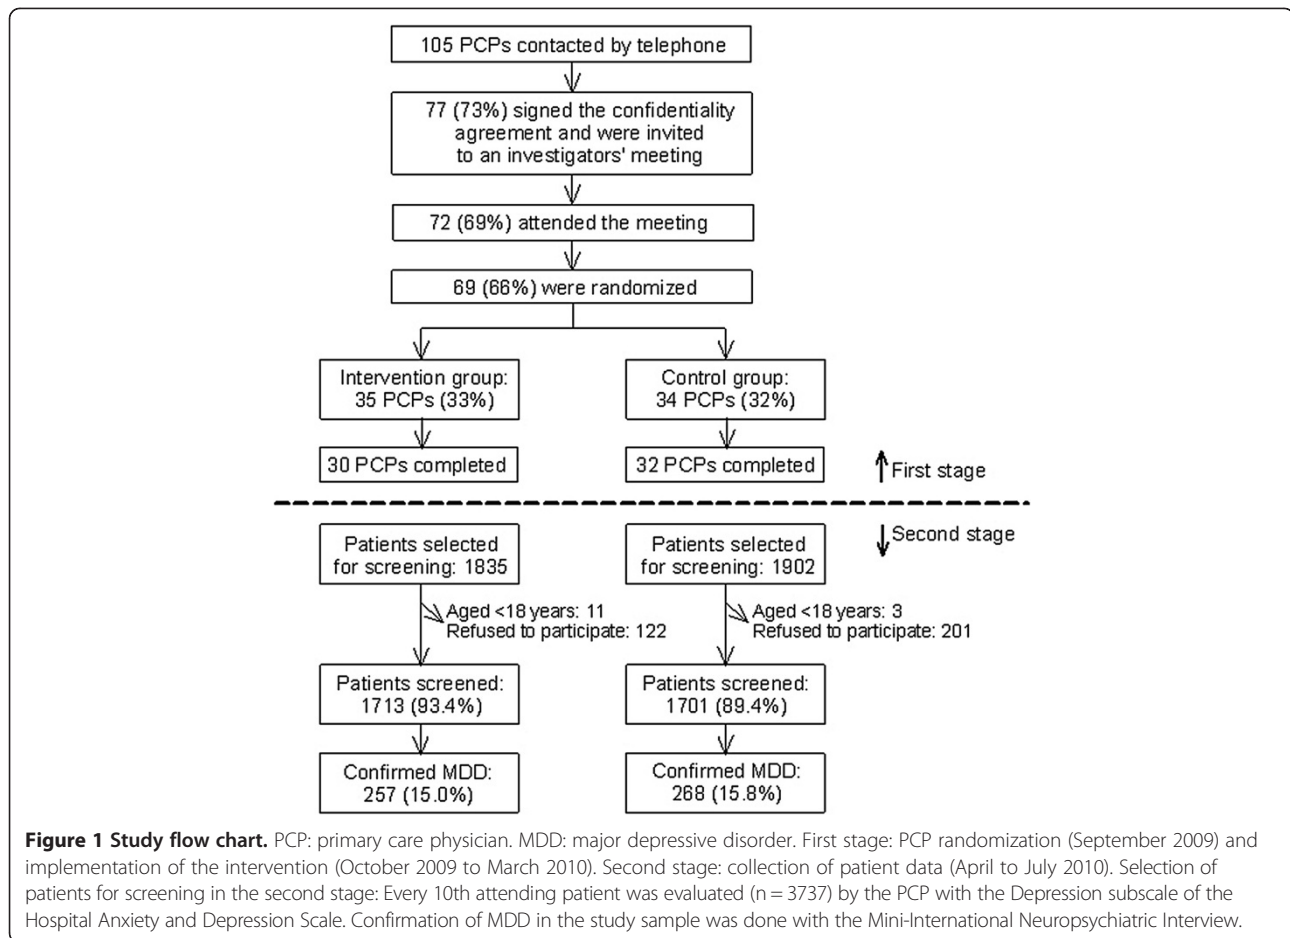 105 PCPs contacted by telephone
77 (73%) signed the confidentiality
agreement and were invited
to an investigators' meeting
72 (69%) attended the meeting
69 (66%) were randomized
Intervention group:
35 PCPs (33%)
Control group:
34 PCPs (32%)
30 PCPs completed
32 PCPs completed
First stage
Second stage
Patients selected
for screening: 1835
Patients selected
for screening: 1902
Aged <18 years: 11
Refused to participate: 122
Aged <18 years: 3
Refused to participate: 201
Patients screened:
1713 (93.4%)
Patients screened:
1701 (89.4%)
Confirmed MDD:
257 (15.0%)
Confirmed MDD:
268 (15.8%)
Figure 1 Study flow chart. PCP: primary care physician. MDD: major depressive disorder. First stage: PCP randomization (September 2009) and
implementation of the intervention (October 2009 to March 2010). Second stage: collection of patient data (April to July 2010). Selection of
patients for screening in the second stage: Every 10th attending patient was evaluated (n = 3737) by the PCP with the Depression subscale of the
Hospital Anxiety and Depression Scale. Confirmation of MDD in the study sample was done with the Mini-International Neuropsychiatric Interview.